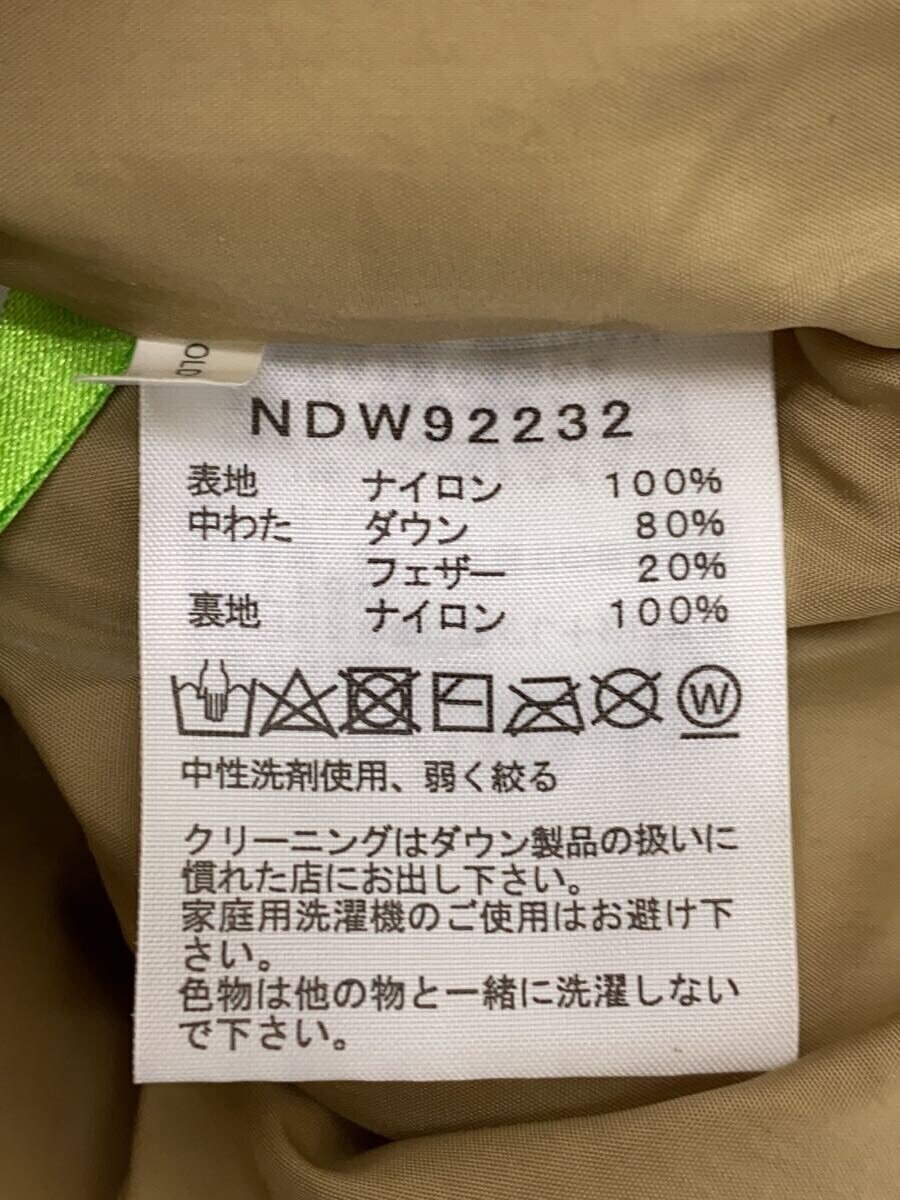 OLD
NDW92232
表地 ナイロン 100%
中わた ダウン 80%
フェザー 20%
裏地 ナイロン 100%
W
中性洗剤使用、弱く絞る
クリーニングはダウン製品の扱いに
慣れた店にお出し下さい。
家庭用洗濯機のご使用はお避け下
さい。
色物は他の物と一緒に洗濯しない
で下さい。